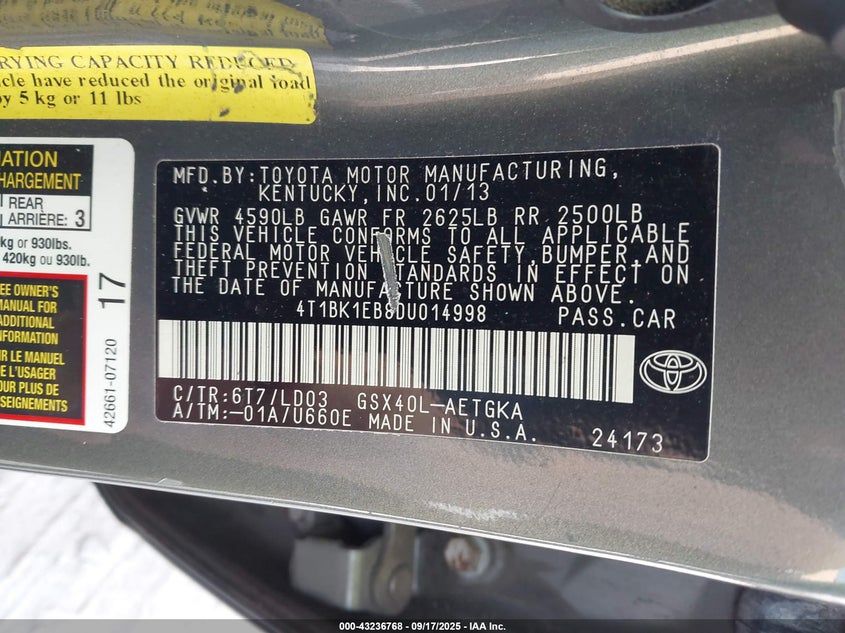 RYING CAPACITY REDUCED
icle have reduced the original load
by 5 kg or 11 lbs
MATION
HARGEMENT
REAR
ARRIÈRE: 3
kg or 930lbs.
420kg ou 930lb.
EE OWNER'S
MANUAL FOR
ADDITIONAL
INFORMATION
R LE MANUEL
OUR PLUS DE
SEIGNEMENTS
17
42661-07120
MFD.BY:TOYOTA MOTOR MANUFACTURING,
KENTUCKY,INC.01/13
GVWR 4590LB GAWR FR 2625LB RR 2500LB
THIS VEHICLE CONFORMS TO ALL APPLICABLE
FEDERAL MOTOR VEHICLE SAFETY,BUMPER,AND
THEFT PREVENTION STANDARDS IN EFFECT ON
THE DATE OF MANUFACTURE SHOWN ABOVE.
4T1BK1EB8DU014998 PASS.CAR
C/TR:6T7/LD03 GSX40L-AETGKA
A/TM:-01A/U660E MADE IN U.S.A. 24173
000-43236768 - 09/17/2025 - IAA Inc.